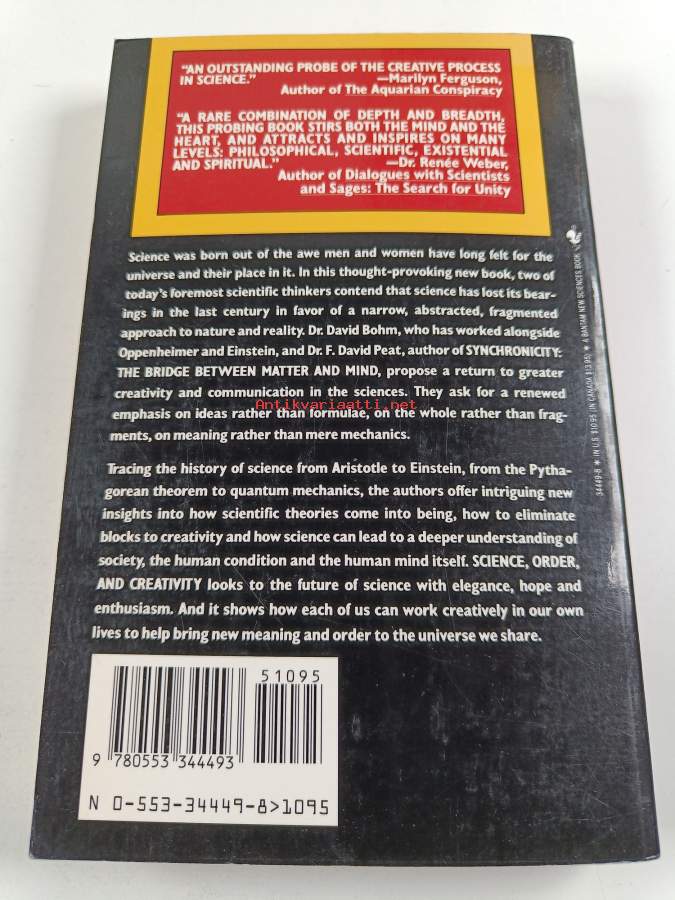 “AN OUTSTANDING PROBE OF THE CREATIVE PROCESS
IN SCIENCE.” —Marilyn Ferguson,
Author of The Aquarian Conspiracy
“A RARE COMBINATION OF DEPTH AND BREADTH,
THIS PROBING BOOK STIRS BOTH THE MIND AND THE
HEART, AND ATTRACTS AND INSPIRES ON MANY
LEVELS: PHILOSOPHICAL, SCIENTIFIC, EXISTENTIAL
AND SPIRITUAL.” —Dr. Renée Weber,
Author of Dialogues with Scientists
and Sages: The Search for Unity
Science was born out of the awe men and women have long felt for the
universe and their place in it. In this thought-provoking new book, two of
today’s foremost scientific thinkers contend that science has lost its bear-
ings in the last century in favor of a narrow, abstracted, fragmented
approach to nature and reality. Dr. David Bohm, who has worked alongside
Oppenheimer and Einstein, and Dr. F. David Peat, author of SYNCHRONICITY:
THE BRIDGE BETWEEN MATTER AND MIND, propose a return to greater
creativity and communication in the sciences. They ask for a renewed
emphasis on ideas rather than formulae, on the whole rather than frag-
ments, on meaning rather than mere mechanics.
Tracing the history of science from Aristotle to Einstein, from the Pytha-
gorean theorem to quantum mechanics, the authors offer intriguing new
insights into how scientific theories come into being, how to eliminate
blocks to creativity and how science can lead to a deeper understanding of
society, the human condition and the human mind itself. SCIENCE, ORDER,
AND CREATIVITY looks to the future of science with elegance, hope and
enthusiasm. And it shows how each of us can work creatively in our own
lives to help bring new meaning and order to the universe we share.
51095
9 780553 344493
N 0-553-34449-8>1095
34449-8 * IN U.S. $10.95 (IN CANADA $13.95) * A BANTAM NEW SCIENCES BOOK
Antikvariaatti.net